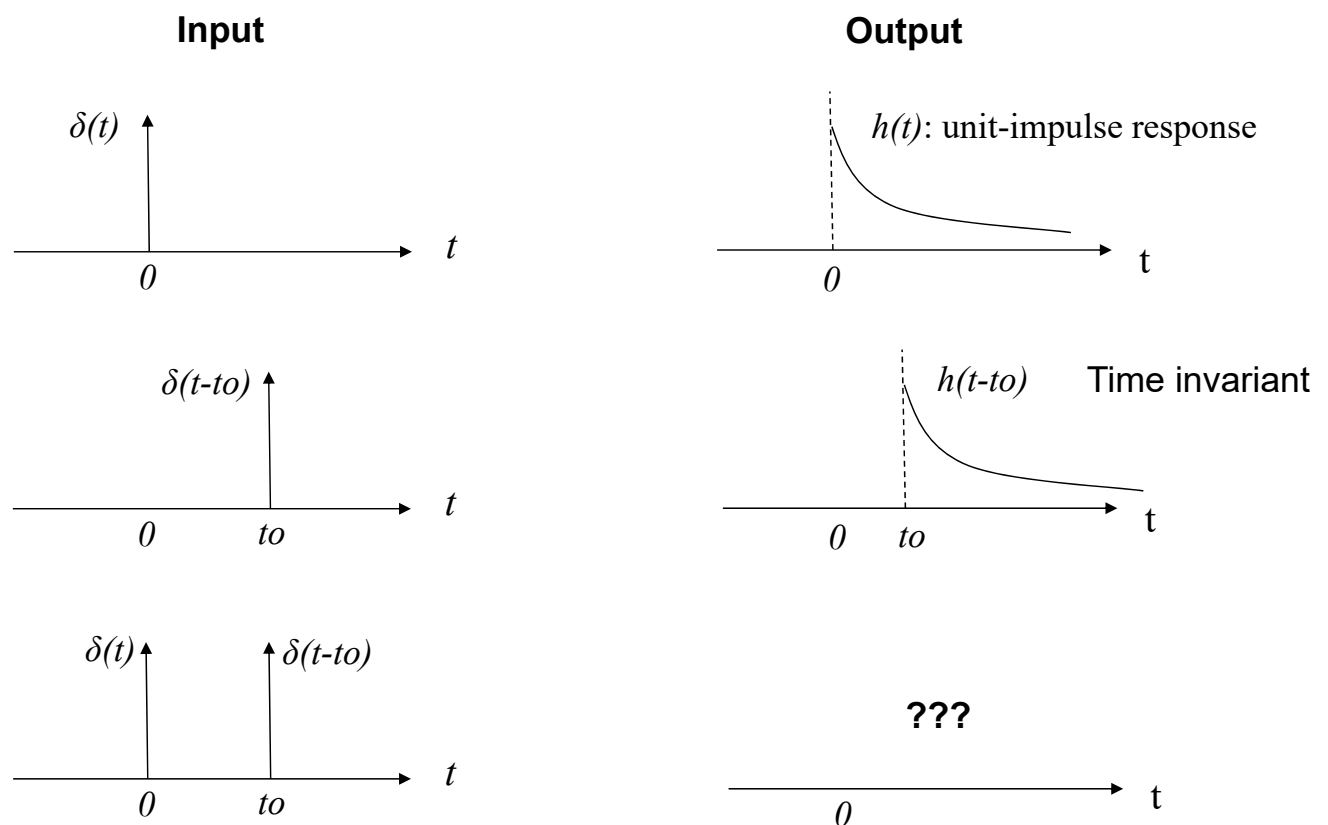 Input
Output
δ(t)
h(t): unit-impulse response
t
t
0
0
δ(t-to)
h(t-to)
Time invariant
t
t
0
to
0
to
δ(t)
δ(t-to)
???
t
t
0
to
0